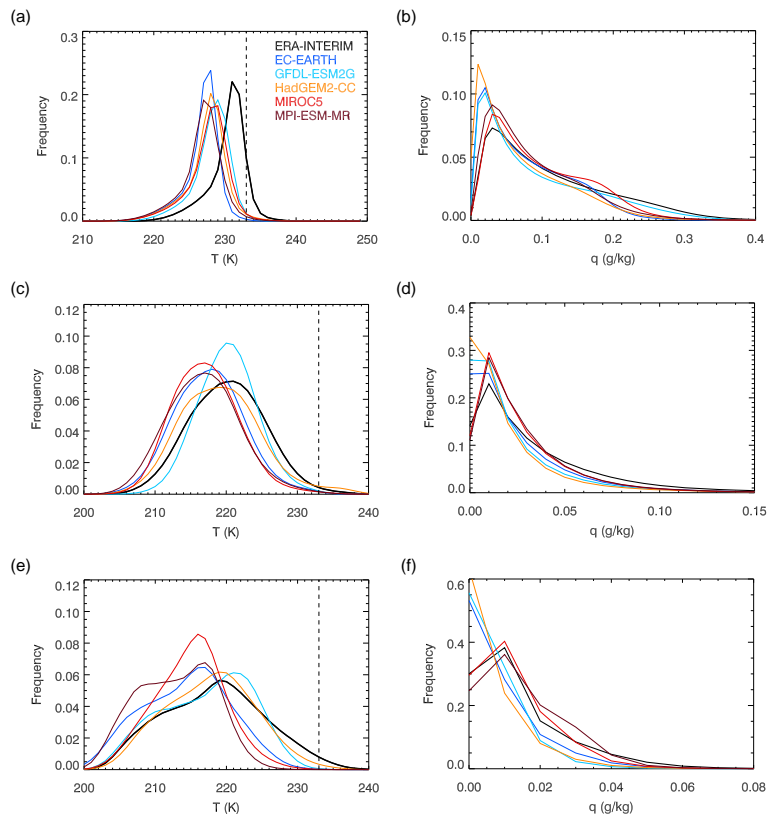 (a)
0.3
0.2
0.1
0.0
Frequency
210
220
230
240
250
T (K)
ERA-INTERIM
EC-EARTH
GFDL-ESM2G
HadGEM2-CC
MIROC5
MPI-ESM-MR
(b)
0.15
0.10
0.05
0.00
Frequency
0.0
0.1
0.2
0.3
0.4
q (g/kg)
(c)
0.12
0.10
0.08
0.06
0.04
0.02
0.00
Frequency
200
210
220
230
240
T (K)
(d)
0.4
0.3
0.2
0.1
0.0
Frequency
0.00
0.05
0.10
0.15
q (g/kg)
(e)
0.12
0.10
0.08
0.06
0.04
0.02
0.00
Frequency
200
210
220
230
240
T (K)
(f)
0.6
0.4
0.2
0.0
Frequency
0.00
0.02
0.04
0.06
0.08
q (g/kg)